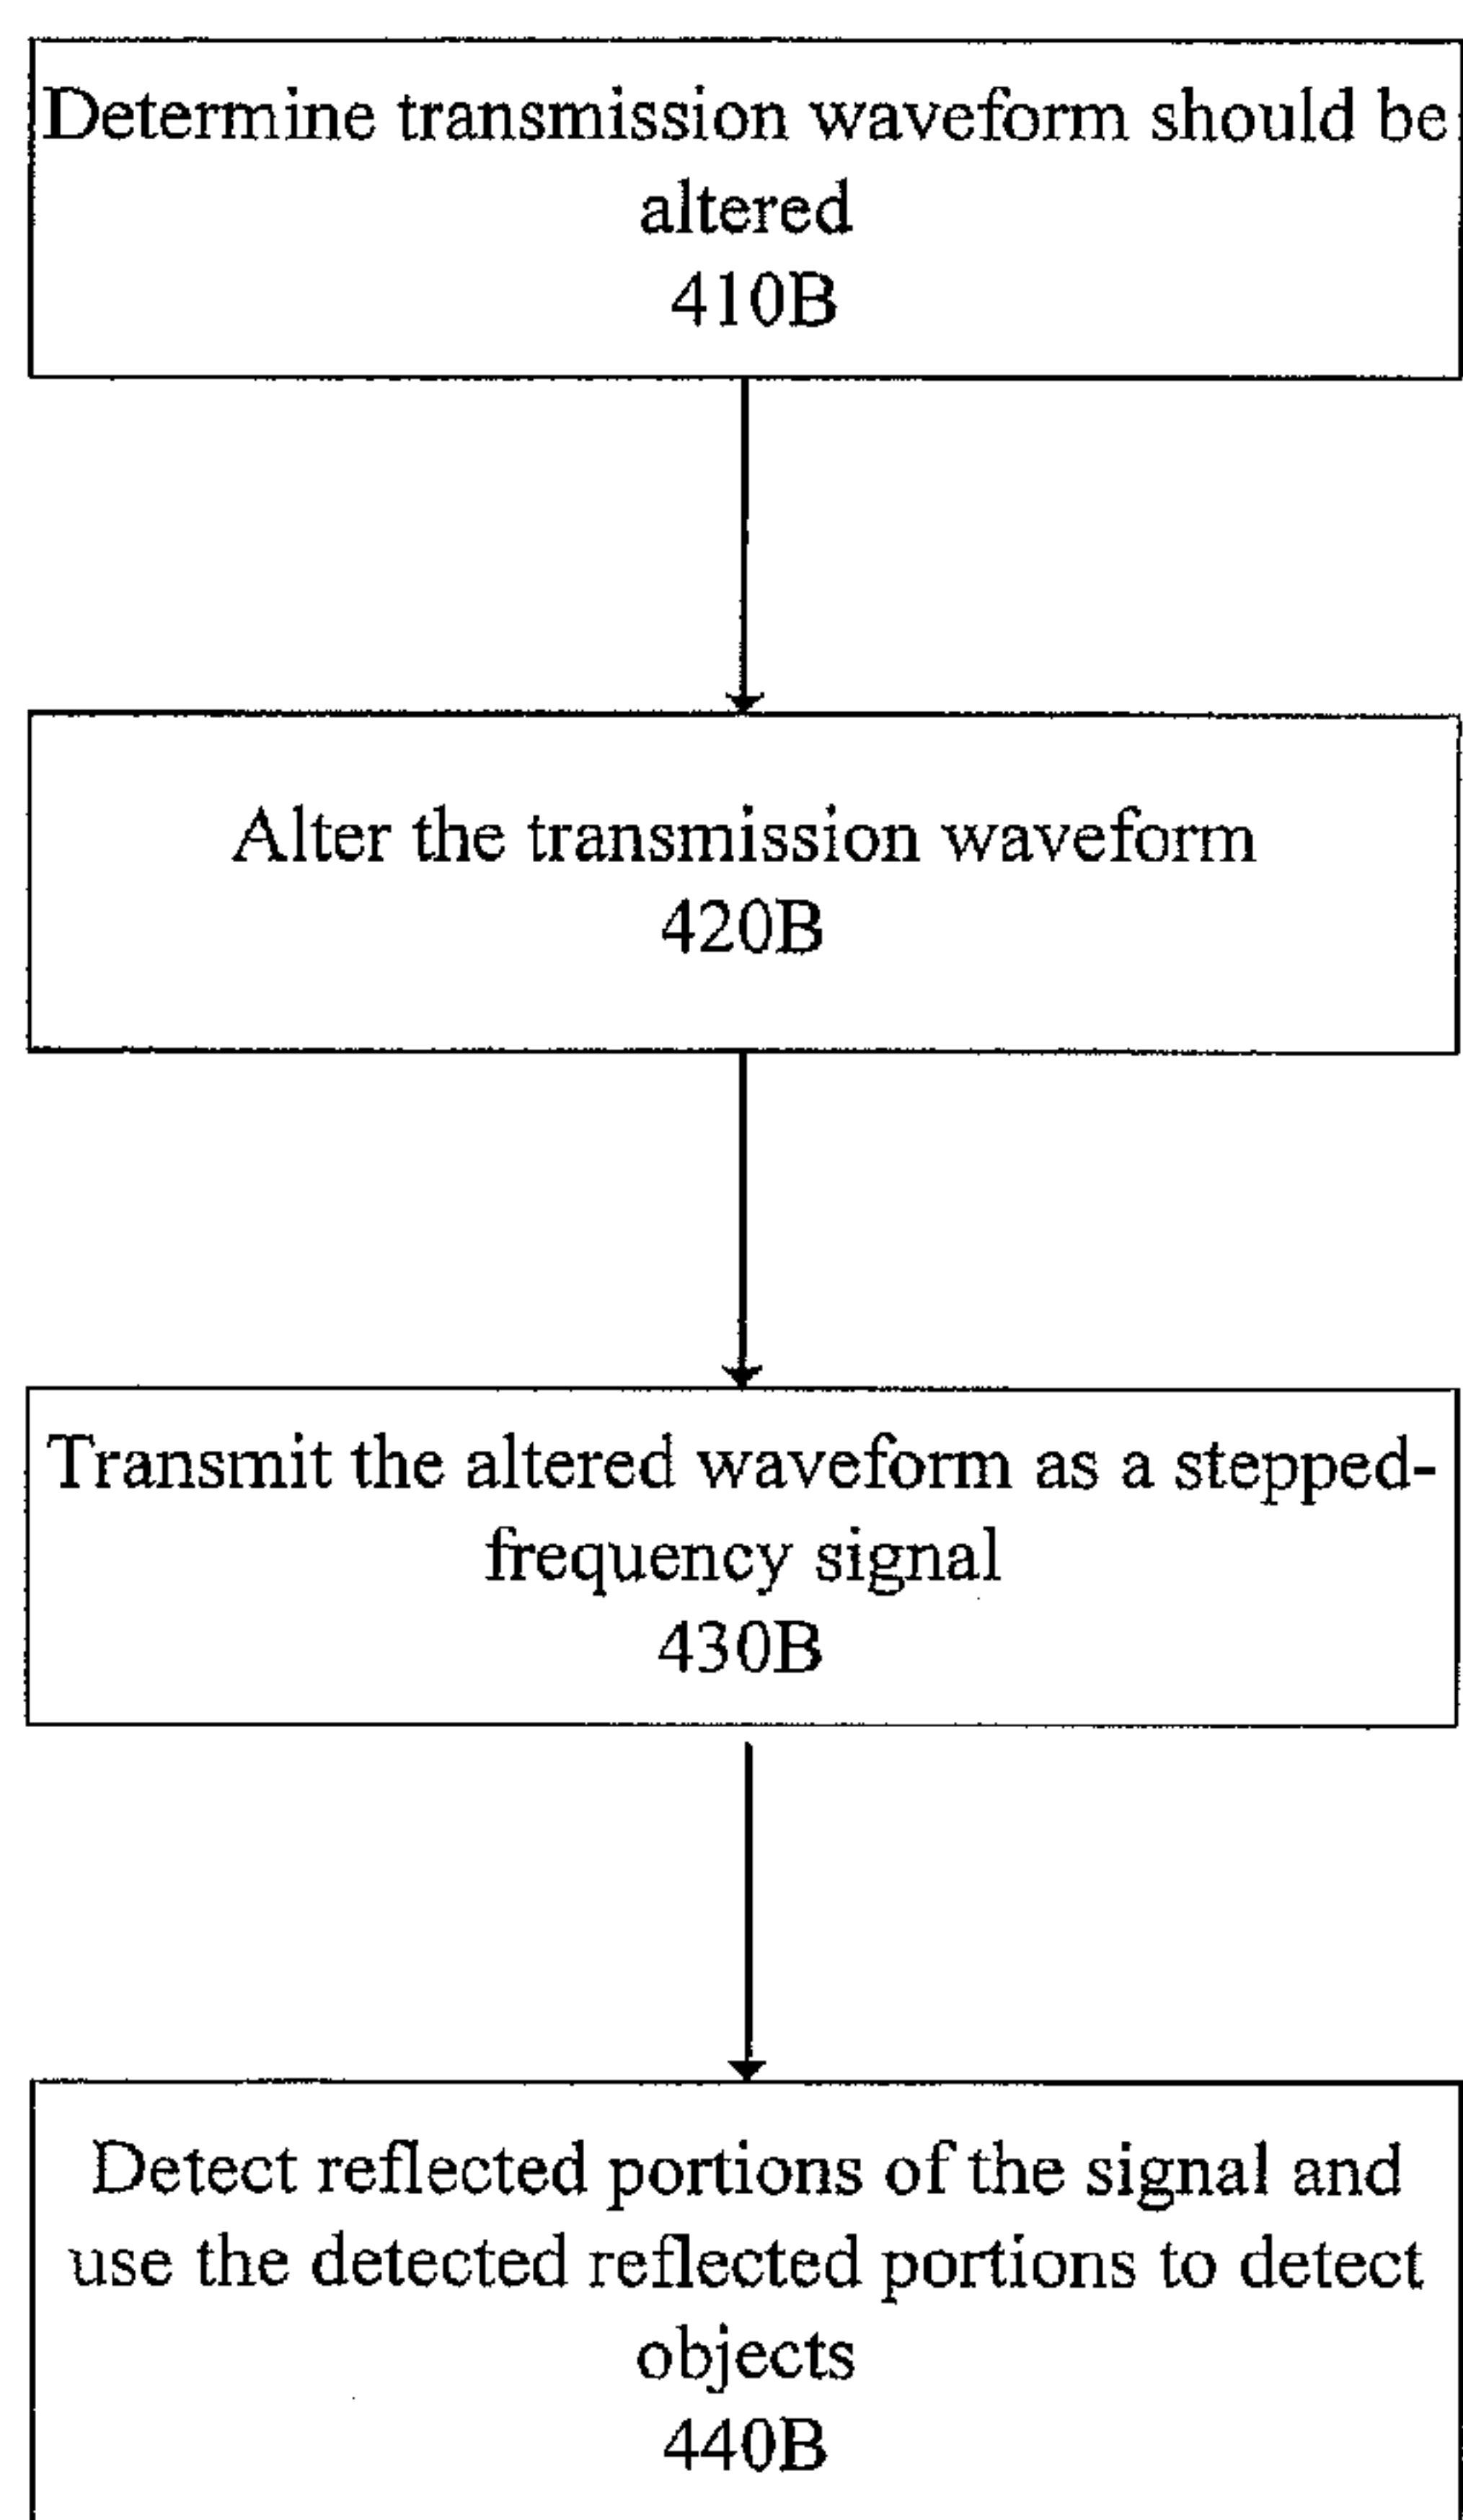 Determine transmission waveform should be
altered
410B
Alter the transmission waveform
420B
Transmit the altered waveform as a stepped-
frequency signal
430B
Detect reflected portions of the signal and
use the detected reflected portions to detect
objects
440B